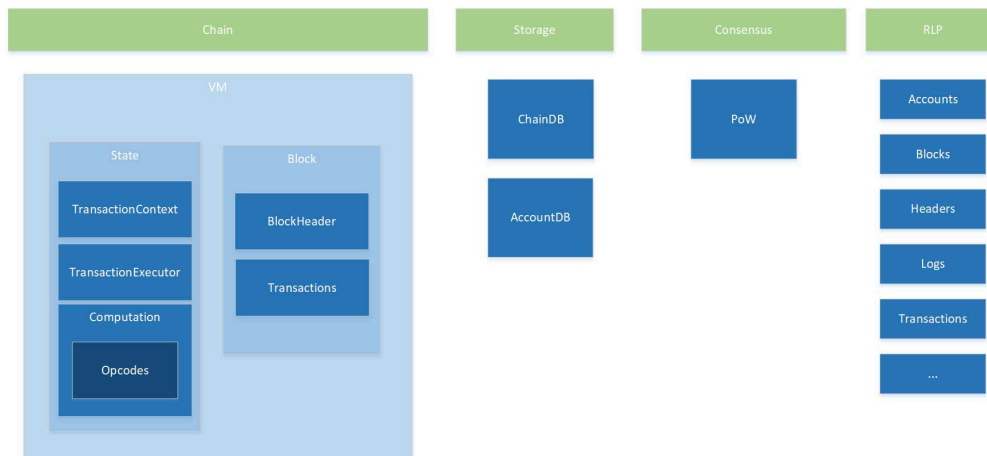 Chain
VM
State
TransactionContext
TransactionExecutor
Computation
Opcodes
Block
BlockHeader
Transactions
Storage
ChainDB
AccountDB
Consensus
PoW
RLP
Accounts
Blocks
Headers
Logs
Transactions
...